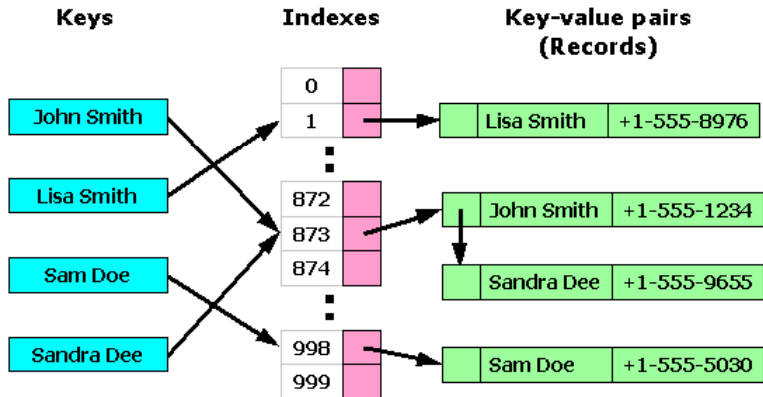 Keys
Indexes
Key-value pairs
(Records)
John Smith
Lisa Smith
Sam Doe
Sandra Dee
0
1
:
872
873
874
:
998
999
Lisa Smith +1-555-8976
John Smith +1-555-1234
Sandra Dee +1-555-9655
Sam Doe +1-555-5030